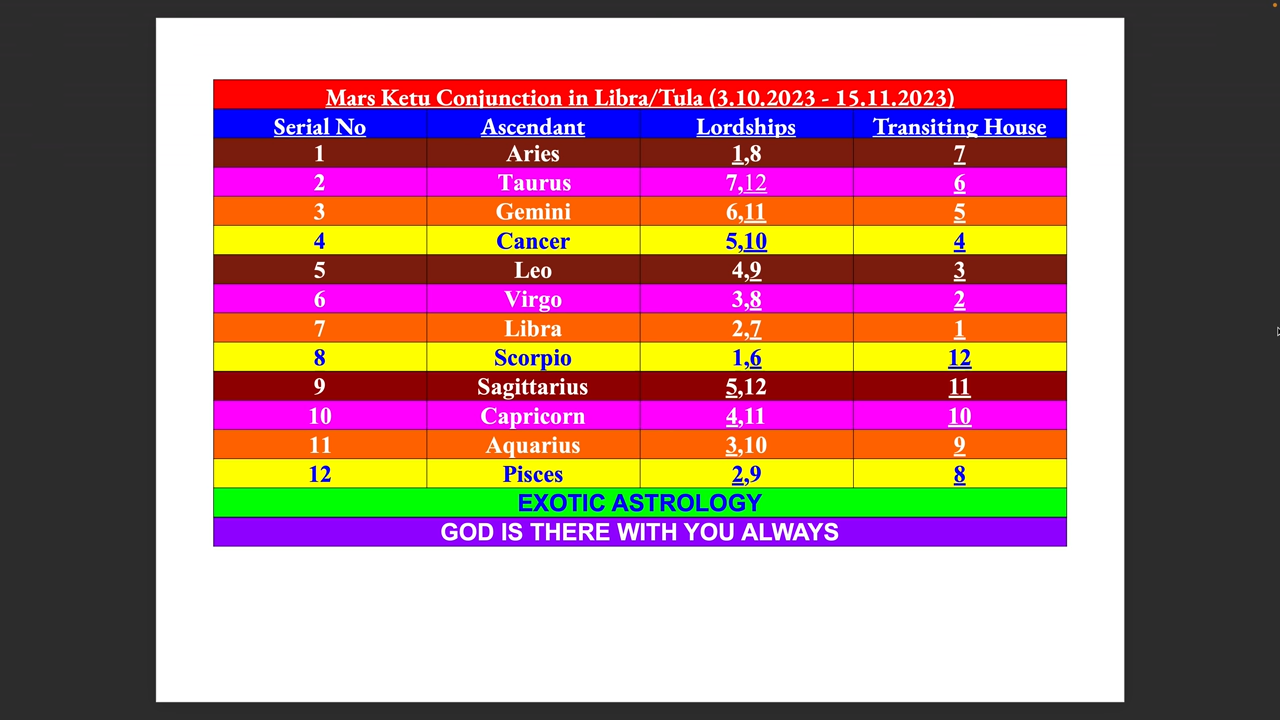 Mars Ketu Conjunction in Libra/Tula (3.10.2023 - 15.11.2023)
Serial No Ascendant Lordships Transiting House
1 Aries 1,8 7
2 Taurus 7,12 6
3 Gemini 6,11 5
4 Cancer 5,10 4
5 Leo 4,9 3
6 Virgo 3,8 2
7 Libra 2,7 1
8 Scorpio 1,6 12
9 Sagittarius 5,12 11
10 Capricorn 4,11 10
11 Aquarius 3,10 9
12 Pisces 2,9 8
EXOTIC ASTROLOGY
GOD IS THERE WITH YOU ALWAYS